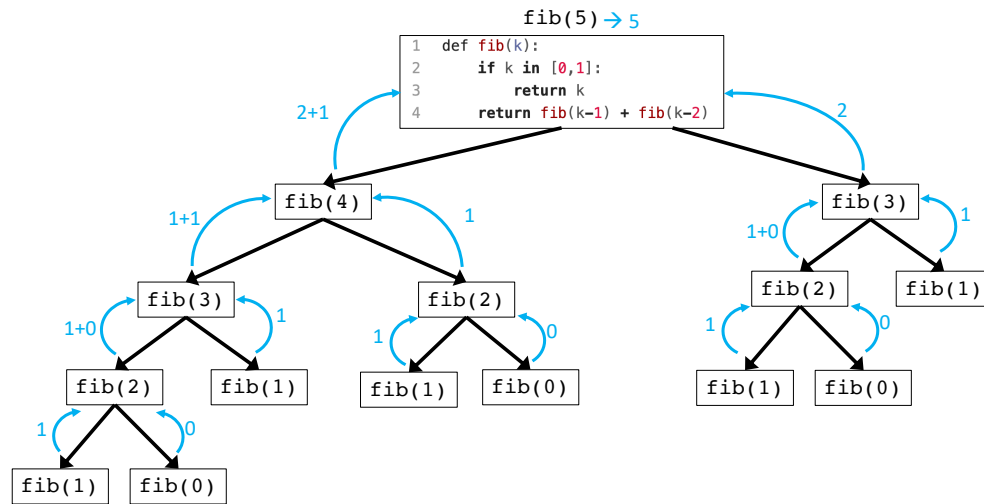 fib(5) → 5
1 def fib(k):
2 if k in [0,1]:
3 return k
4 return fib(k-1) + fib(k-2)
2+1
2
fib(4)
fib(3)
1+1
1
1+0
1
fib(3)
fib(2)
fib(2)
fib(1)
1+0
1
1
0
1
0
fib(2)
fib(1)
fib(1)
fib(0)
fib(1)
fib(0)
1
0
fib(1)
fib(0)